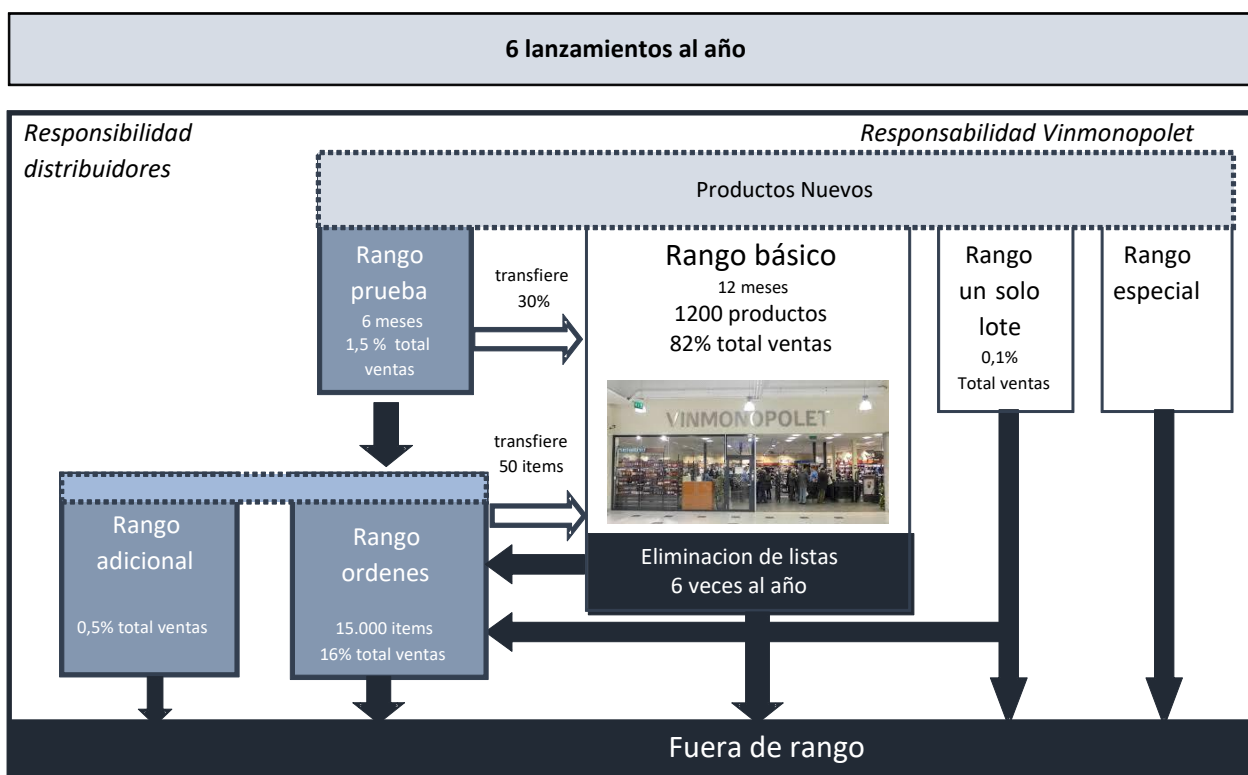 6 lanzamientos al año
Responsibilidad
distribuidores
Responsabilidad Vinmonopolet
Productos Nuevos
Rango
prueba
6 meses
1,5 % total
ventas
transfiere
30%
Rango básico
12 meses
1200 productos
82% total ventas
VINMONOPOLET
Rango
un solo
lote
0,1%
Total ventas
Rango
especial
transfiere
50 items
Rango
adicional
0,5% total ventas
Rango
ordenes
15.000 items
16% total ventas
Eliminacion de listas
6 veces al año
Fuera de rango